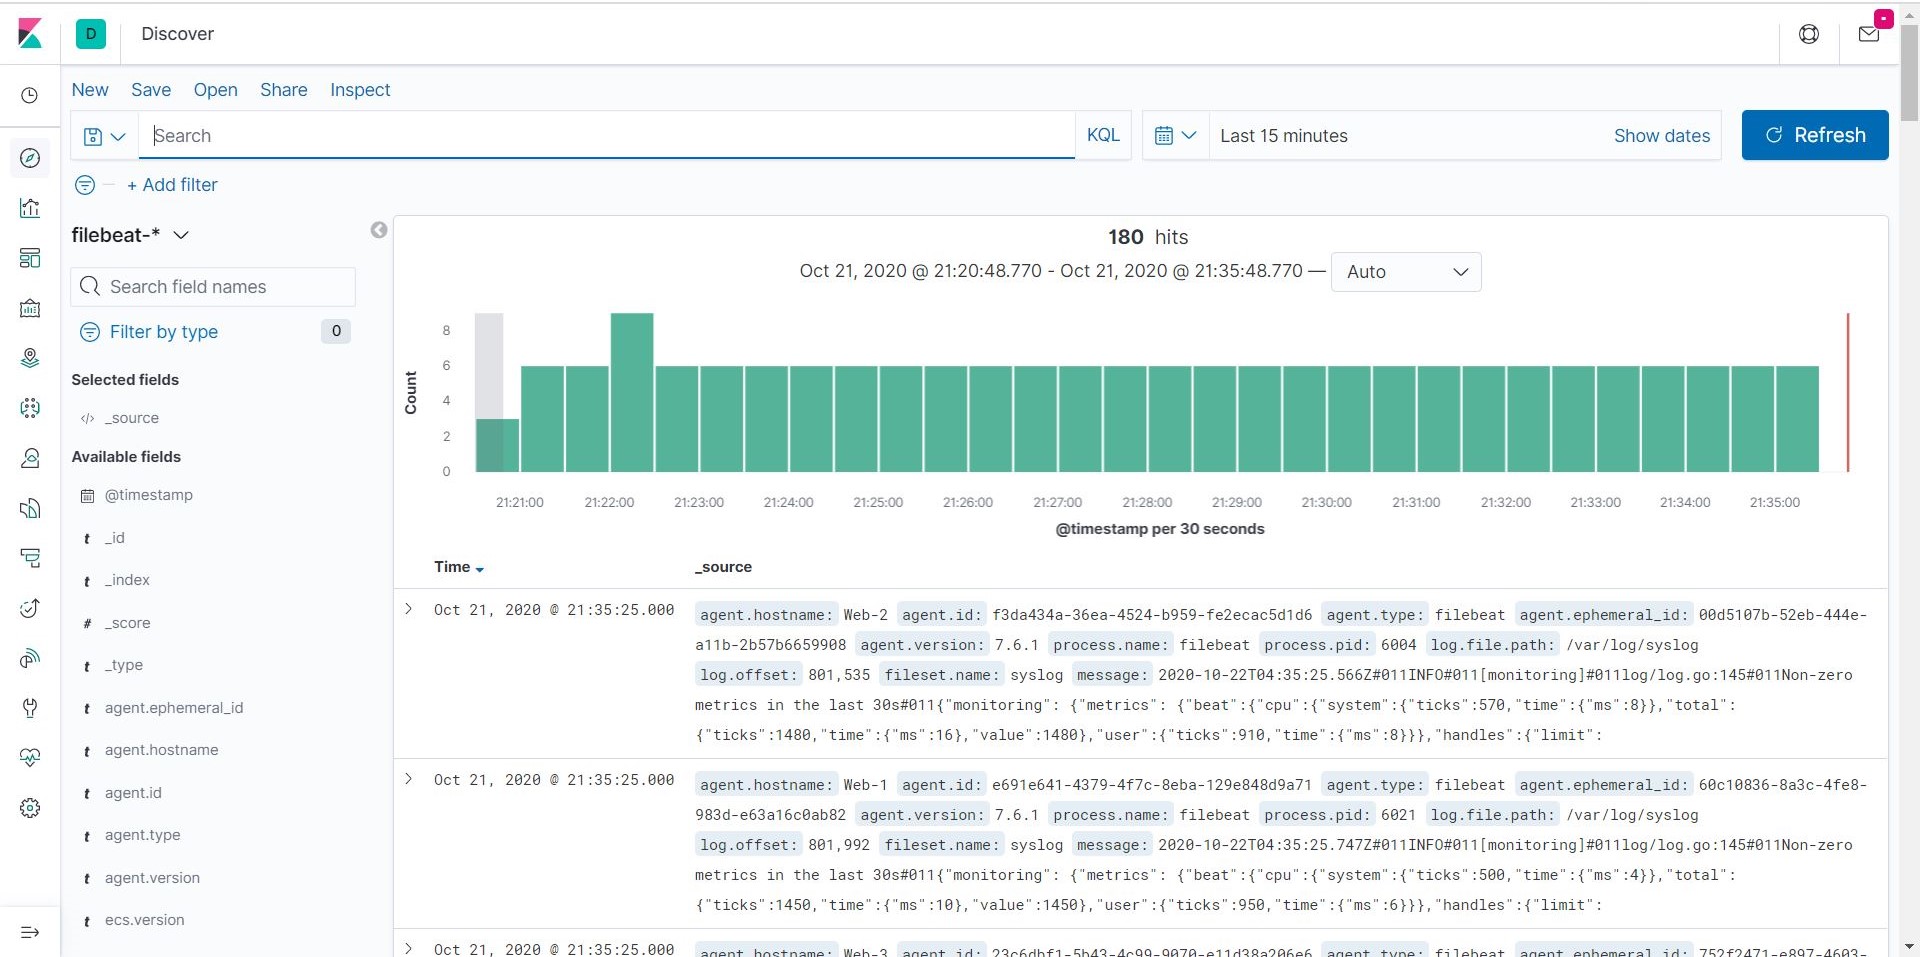 D Discover
New Save Open Share Inspect
Search KQL Last 15 minutes Show dates Refresh
+ Add filter
filebeat-*
Search field names
Filter by type 0
Selected fields
</> _source
Available fields
@timestamp
t _id
t _index
# _score
t _type
t agent.ephemeral_id
t agent.hostname
t agent.id
t agent.type
t agent.version
t ecs.version
180 hits
Oct 21, 2020 @ 21:20:48.770 - Oct 21, 2020 @ 21:35:48.770 — Auto
Count
8
6
4
2
0
21:21:00 21:22:00 21:23:00 21:24:00 21:25:00 21:26:00 21:27:00 21:28:00 21:29:00 21:30:00 21:31:00 21:32:00 21:33:00 21:34:00 21:35:00
@timestamp per 30 seconds
Time _source
Oct 21, 2020 @ 21:35:25.000 agent.hostname: Web-2 agent.id: f3da434a-36ea-4524-b959-fe2ecac5d1d6 agent.type: filebeat agent.ephemeral_id: 00d5107b-52eb-444e-
a11b-2b57b6659908 agent.version: 7.6.1 process.name: filebeat process.pid: 6004 log.file.path: /var/log/syslog
log.offset: 801,535 fileset.name: syslog message: 2020-10-22T04:35:25.566Z#011INFO#011[monitoring]#011log/log.go:145#011Non-zero
metrics in the last 30s#011{"monitoring": {"metrics": {"beat":{"cpu":{"system":{"ticks":570,"time":{"ms":8}},"total":
{"ticks":1480,"time":{"ms":16},"value":1480},"user":{"ticks":910,"time":{"ms":8}}},"handles":{"limit":
Oct 21, 2020 @ 21:35:25.000 agent.hostname: Web-1 agent.id: e691e641-4379-4f7c-8eba-129e848d9a71 agent.type: filebeat agent.ephemeral_id: 60c10836-8a3c-4fe8-
983d-e63a16c0ab82 agent.version: 7.6.1 process.name: filebeat process.pid: 6021 log.file.path: /var/log/syslog
log.offset: 801,992 fileset.name: syslog message: 2020-10-22T04:35:25.747Z#011INFO#011[monitoring]#011log/log.go:145#011Non-zero
metrics in the last 30s#011{"monitoring": {"metrics": {"beat":{"cpu":{"system":{"ticks":500,"time":{"ms":4}},"total":
{"ticks":1450,"time":{"ms":10},"value":1450},"user":{"ticks":950,"time":{"ms":6}}},"handles":{"limit":
Oct 21, 2020 @ 21:35:25.000 agent.hostname: Web-3 agent.id: 23c6dbf1-5b43-4c99-9070-e11d38a206e6 agent.type: filebeat agent.ephemeral_id: 752f2471-e897-4603-